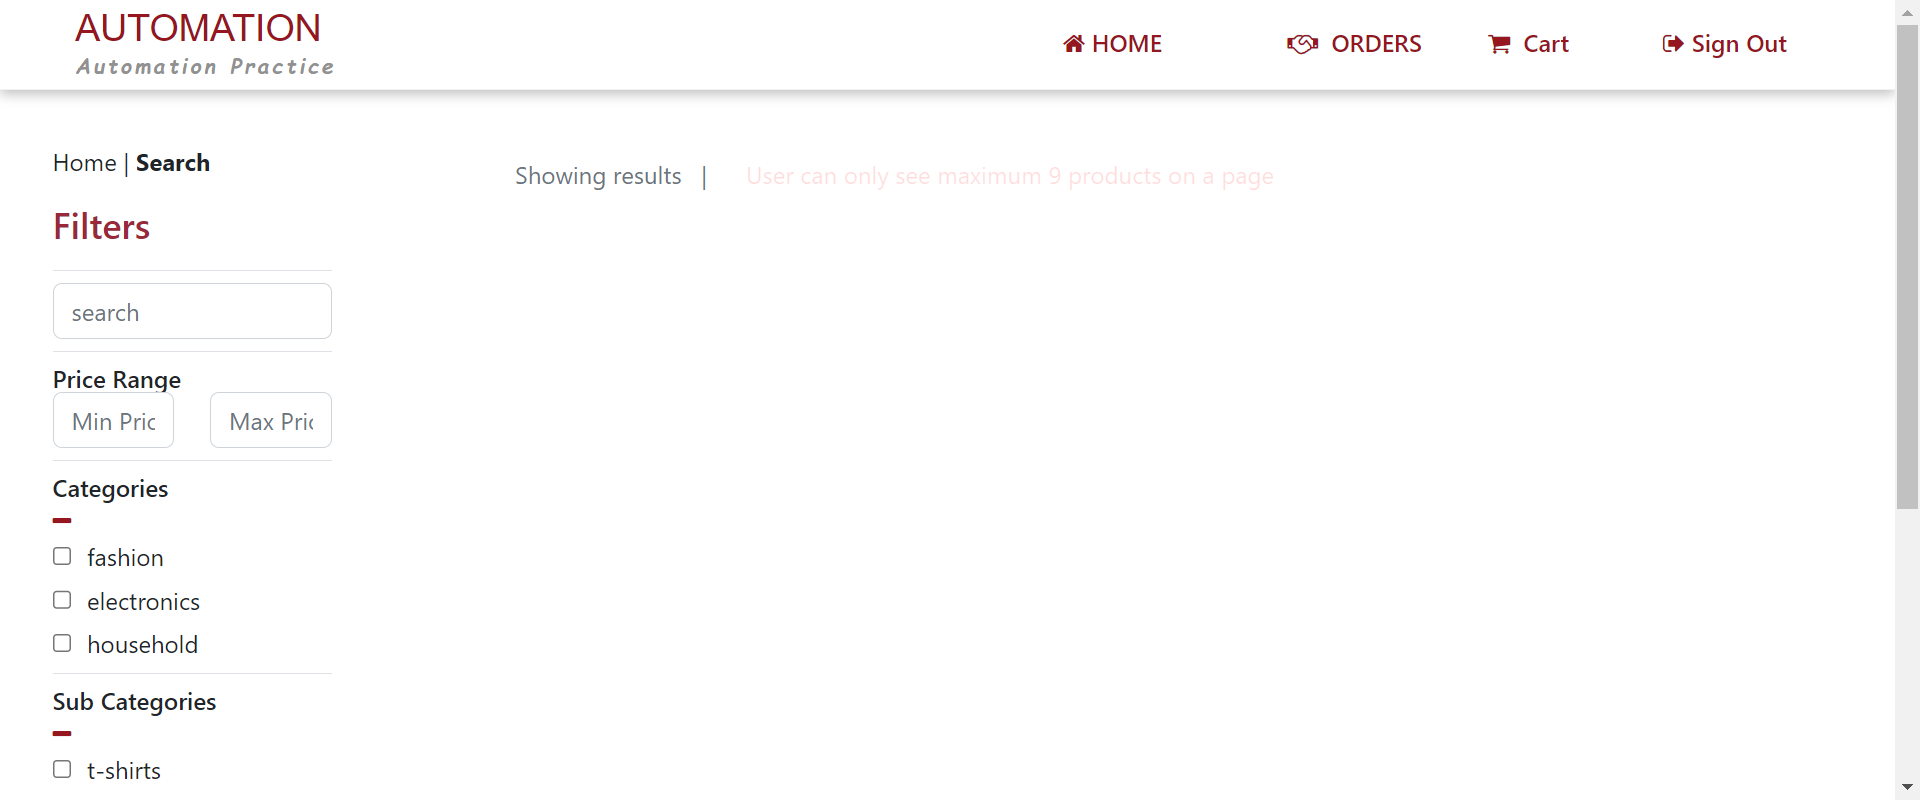 AUTOMATION
Automation Practice
HOME
ORDERS
Cart
Sign Out
Home | Search
Showing results |
User can only see maximum 9 products on a page
Filters
search
Price Range
Min Pric
Max Pric
Categories
fashion
electronics
household
Sub Categories
t-shirts